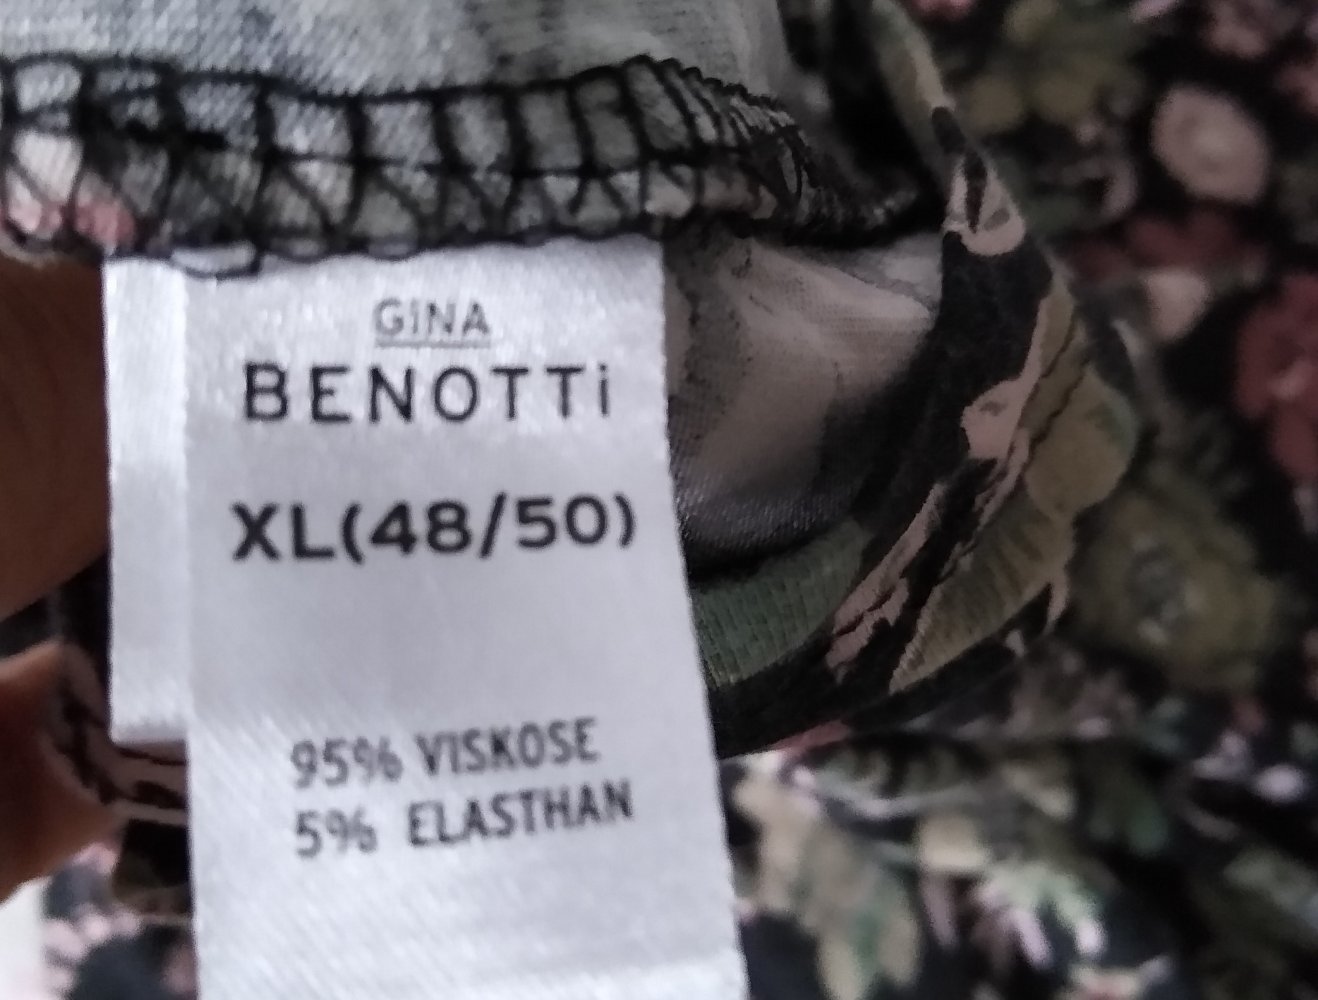 GiNA
BENOTTi
XL(48/50)
95% VISKOSE
5% ELASTHAN